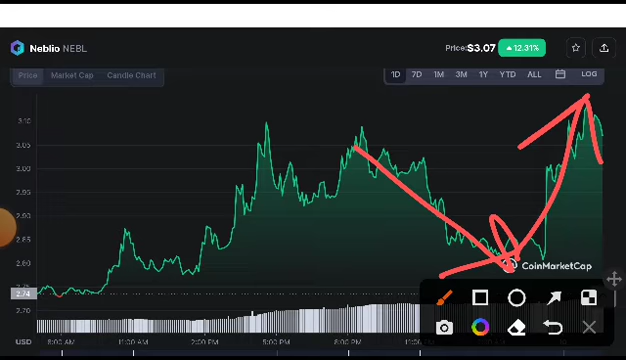 Neblio NEBL
Price: $3.07 ▲ 12.31%
Price Market Cap Candle Chart
1D 7D 1M 3M 1Y YTD ALL LOG
3.10
3.05
3.00
2.95
2.90
2.85
2.80
2.74
2.70
CoinMarketCap
USD 11:00 AM 2:00 PM 5:00 PM 8:00 PM 11:00 PM